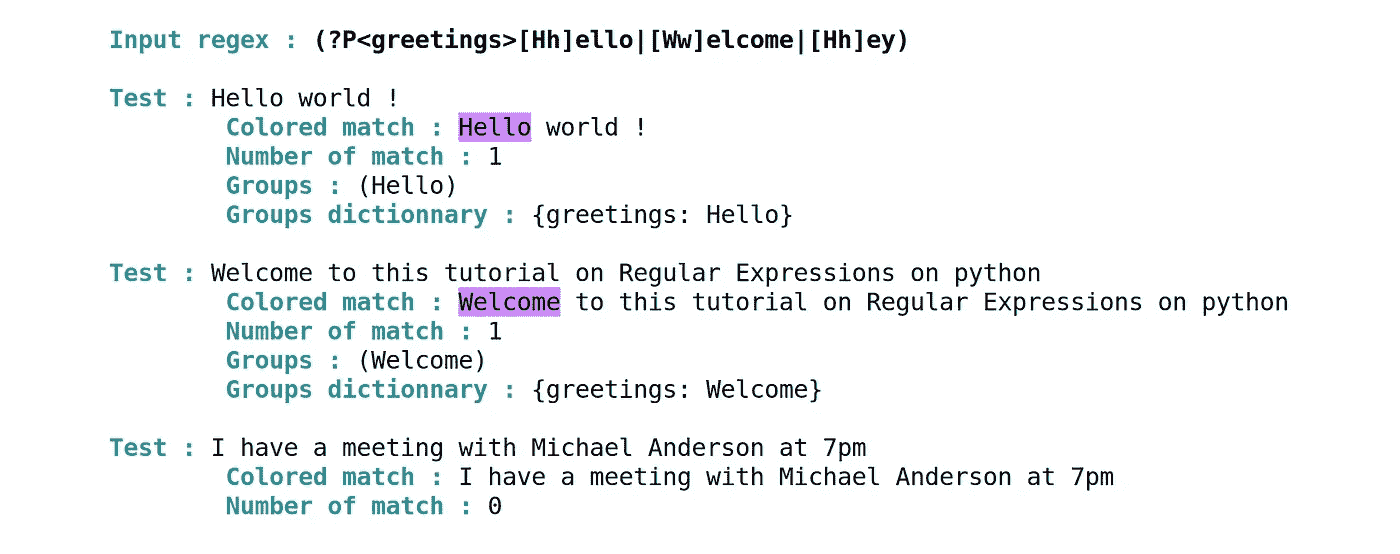 Input regex : (?P<greetings>[Hh]ello|[Ww]elcome|[Hh]ey)
Test : Hello world !
Colored match : Hello world !
Number of match : 1
Groups : (Hello)
Groups dictionnary : {greetings: Hello}
Test : Welcome to this tutorial on Regular Expressions on python
Colored match : Welcome to this tutorial on Regular Expressions on python
Number of match : 1
Groups : (Welcome)
Groups dictionnary : {greetings: Welcome}
Test : I have a meeting with Michael Anderson at 7pm
Colored match : I have a meeting with Michael Anderson at 7pm
Number of match : 0